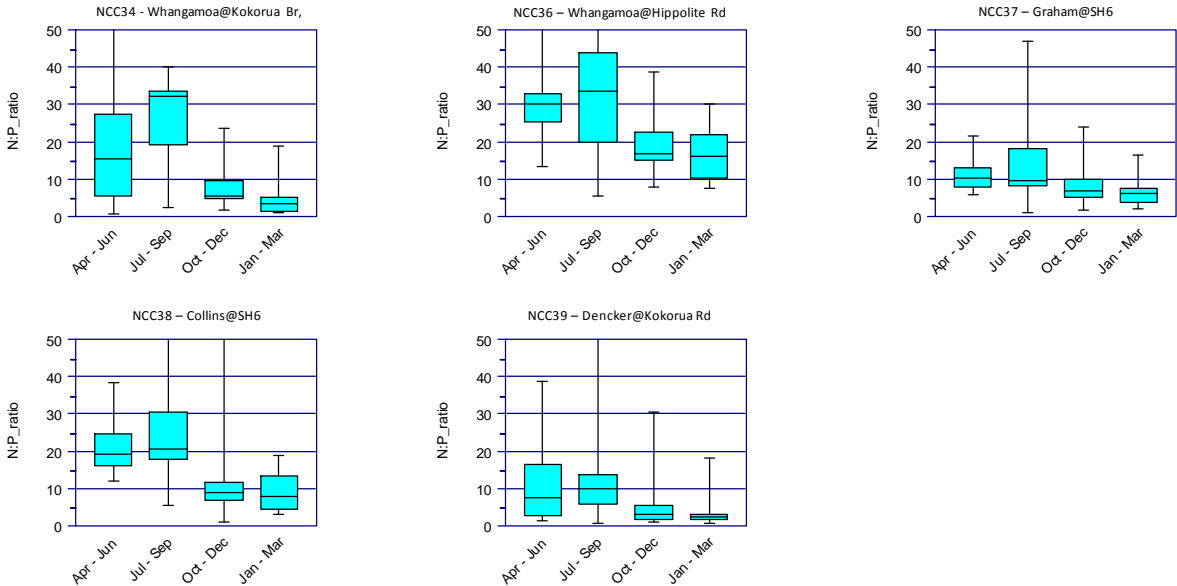 NCC34 - Whangamoa@Kokorua Br,
N:P_ratio
50
40
30
20
10
0
Apr - Jun
Jul - Sep
Oct - Dec
Jan - Mar
NCC36 – Whangamoa@Hippolite Rd
N:P_ratio
50
40
30
20
10
0
Apr - Jun
Jul - Sep
Oct - Dec
Jan - Mar
NCC37 – Graham@SH6
N:P_ratio
50
40
30
20
10
0
Apr - Jun
Jul - Sep
Oct - Dec
Jan - Mar
NCC38 – Collins@SH6
N:P_ratio
50
40
30
20
10
0
Apr - Jun
Jul - Sep
Oct - Dec
Jan - Mar
NCC39 – Dencker@Kokorua Rd
N:P_ratio
50
40
30
20
10
0
Apr - Jun
Jul - Sep
Oct - Dec
Jan - Mar